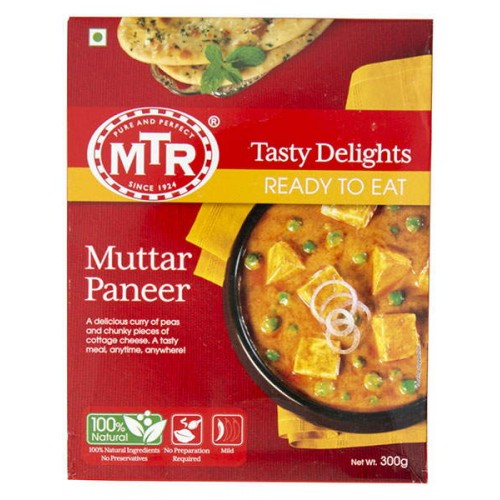 PURE AND PERFECT
MTR®
SINCE 1924
Tasty Delights
READY TO EAT
Muttar
Paneer
A delicious curry of peas
and chunky pieces of
cottage cheese. A tasty
meal, anytime, anywhere!
100%
Natural
100% Natural Ingredients
No Preservatives
No Preparation
Required
Mild
Net Wt. 300g